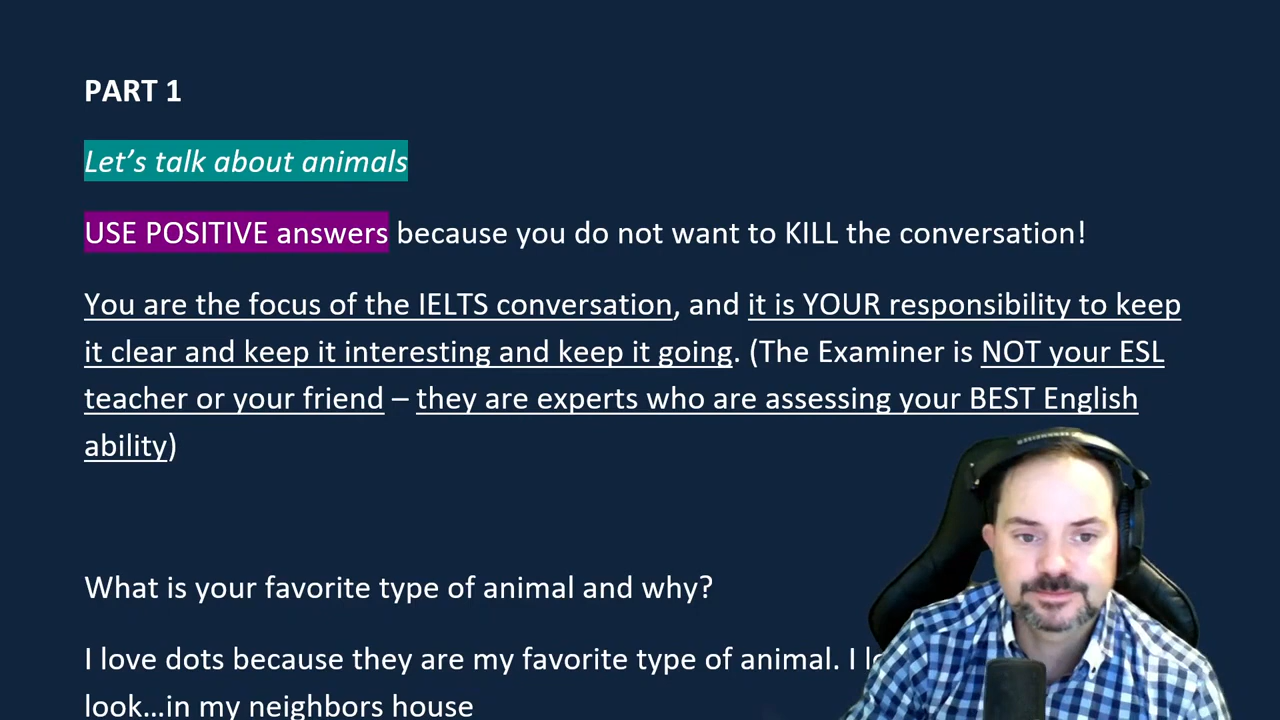 PART 1
Let’s talk about animals
USE POSITIVE answers because you do not want to KILL the conversation!
You are the focus of the IELTS conversation, and it is YOUR responsibility to keep
it clear and keep it interesting and keep it going. (The Examiner is NOT your ESL
teacher or your friend – they are experts who are assessing your BEST English
ability)
What is your favorite type of animal and why?
I love dots because they are my favorite type of animal. I
look…in my neighbors house